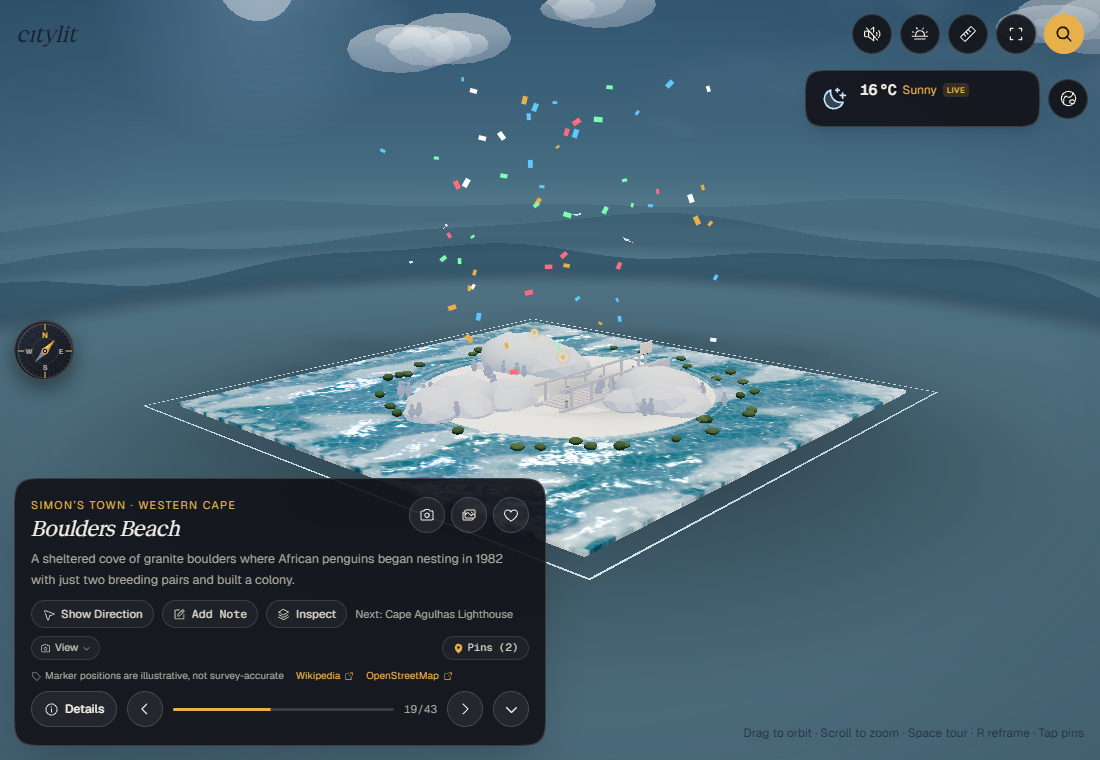 cıtylit
16°C Sunny LIVE
N
W E
S
SIMON'S TOWN · WESTERN CAPE
Boulders Beach
A sheltered cove of granite boulders where African penguins began nesting in 1982
with just two breeding pairs and built a colony.
Show Direction Add Note Inspect Next: Cape Agulhas Lighthouse
View Pins (2)
Marker positions are illustrative, not survey-accurate Wikipedia OpenStreetMap
Details 19/43
Drag to orbit · Scroll to zoom · Space tour · R reframe · Tap pins